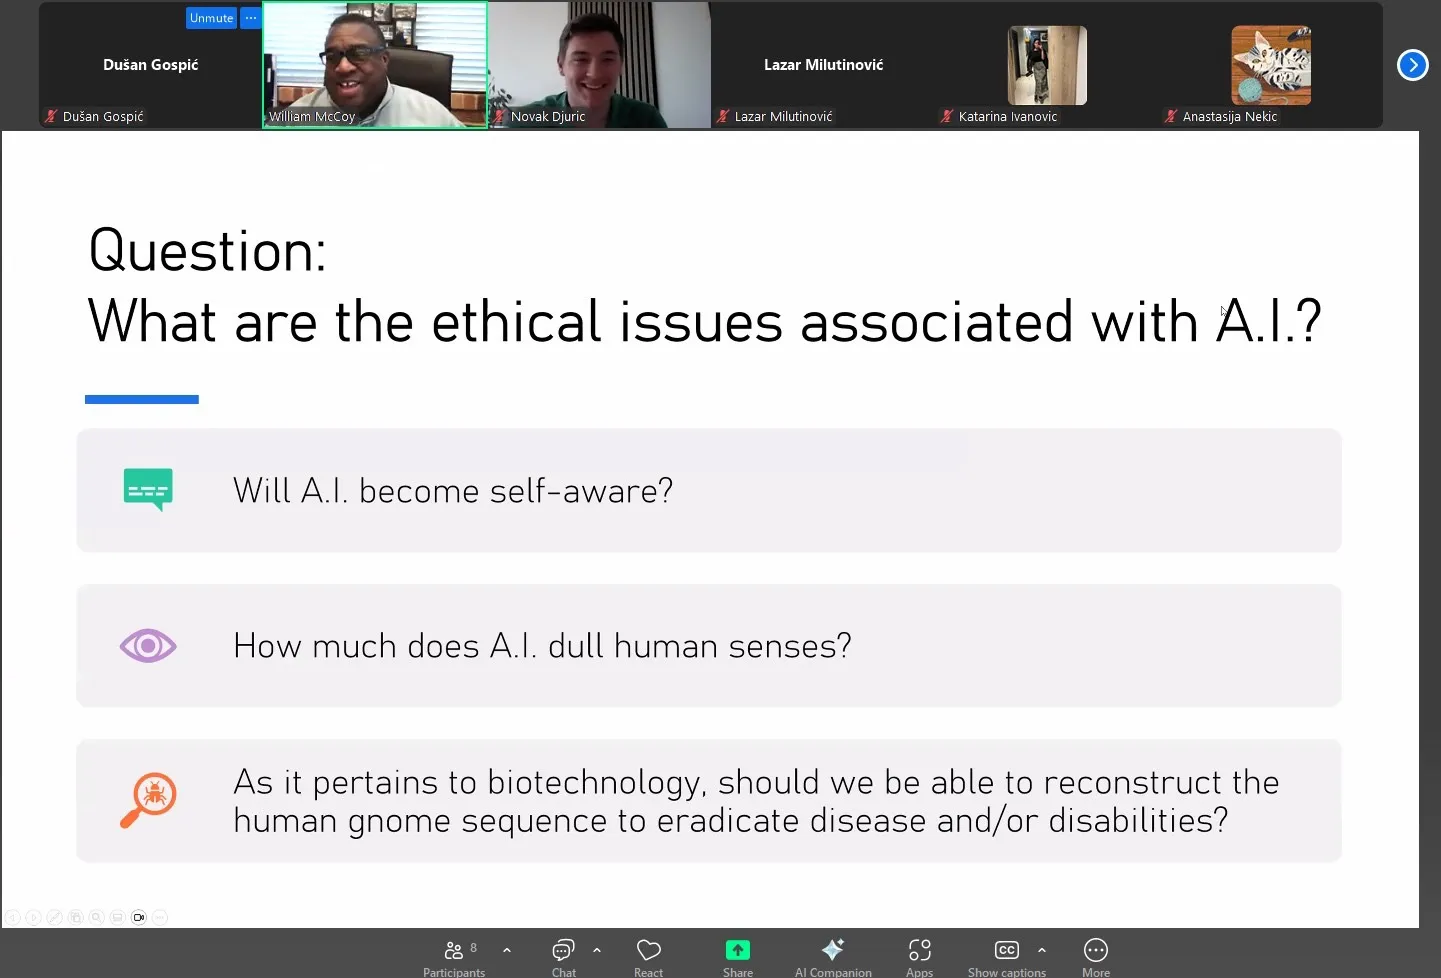 Unmute
Dušan Gospić
Lazar Milutinović
Dušan Gospić
William McCoy
Novak Djuric
Lazar Milutinović
Katarina Ivanovic
Anastasija Nekic
Question:
What are the ethical issues associated with A.I.?
Will A.I. become self-aware?
How much does A.I. dull human senses?
As it pertains to biotechnology, should we be able to reconstruct the
human gnome sequence to eradicate disease and/or disabilities?
8
CC
Participants
Chat
React
Share
AI Companion
Apps
Show captions
More